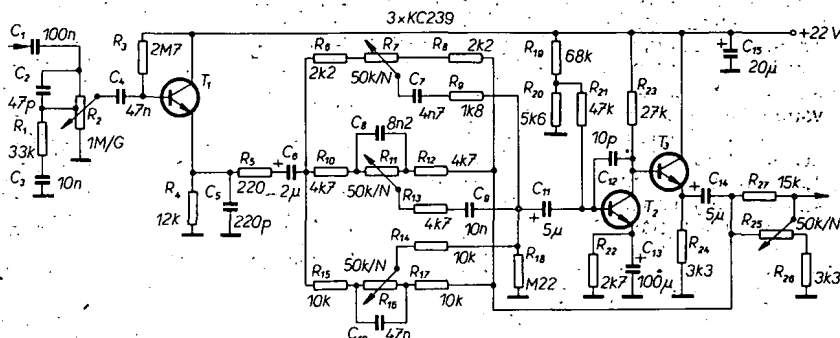 3×KC239
C1
100n
R3
2M7
C2
47p
C4
47n
T1
R2
1M/G
R1
33k
C3
10n
R4
12k
C5
220p
R5
220
C6
2µ
R6
2k2
R7
50k/N
R8
2k2
C7
4n7
R9
1k8
C8
8n2
R10
4k7
R11
50k/N
R12
4k7
R13
4k7
C9
10n
R14
10k
R15
10k
50k/N
R16
R17
10k
47n
R18
M22
C11
5µ
R19
68k
R20
5k6
R21
47k
10p
C12
R23
27k
T2
R22
2k7
C13
100µ
T3
C14
5µ
R24
3k3
R27
15k
R25
50k/N
R26
3k3
C15
20µ
+22 V